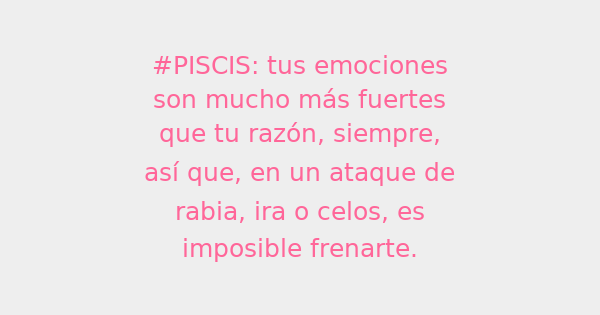 #PISCIS: tus emociones
son mucho más fuertes
que tu razón, siempre,
así que, en un ataque de
rabia, ira o celos, es
imposible frenarte.